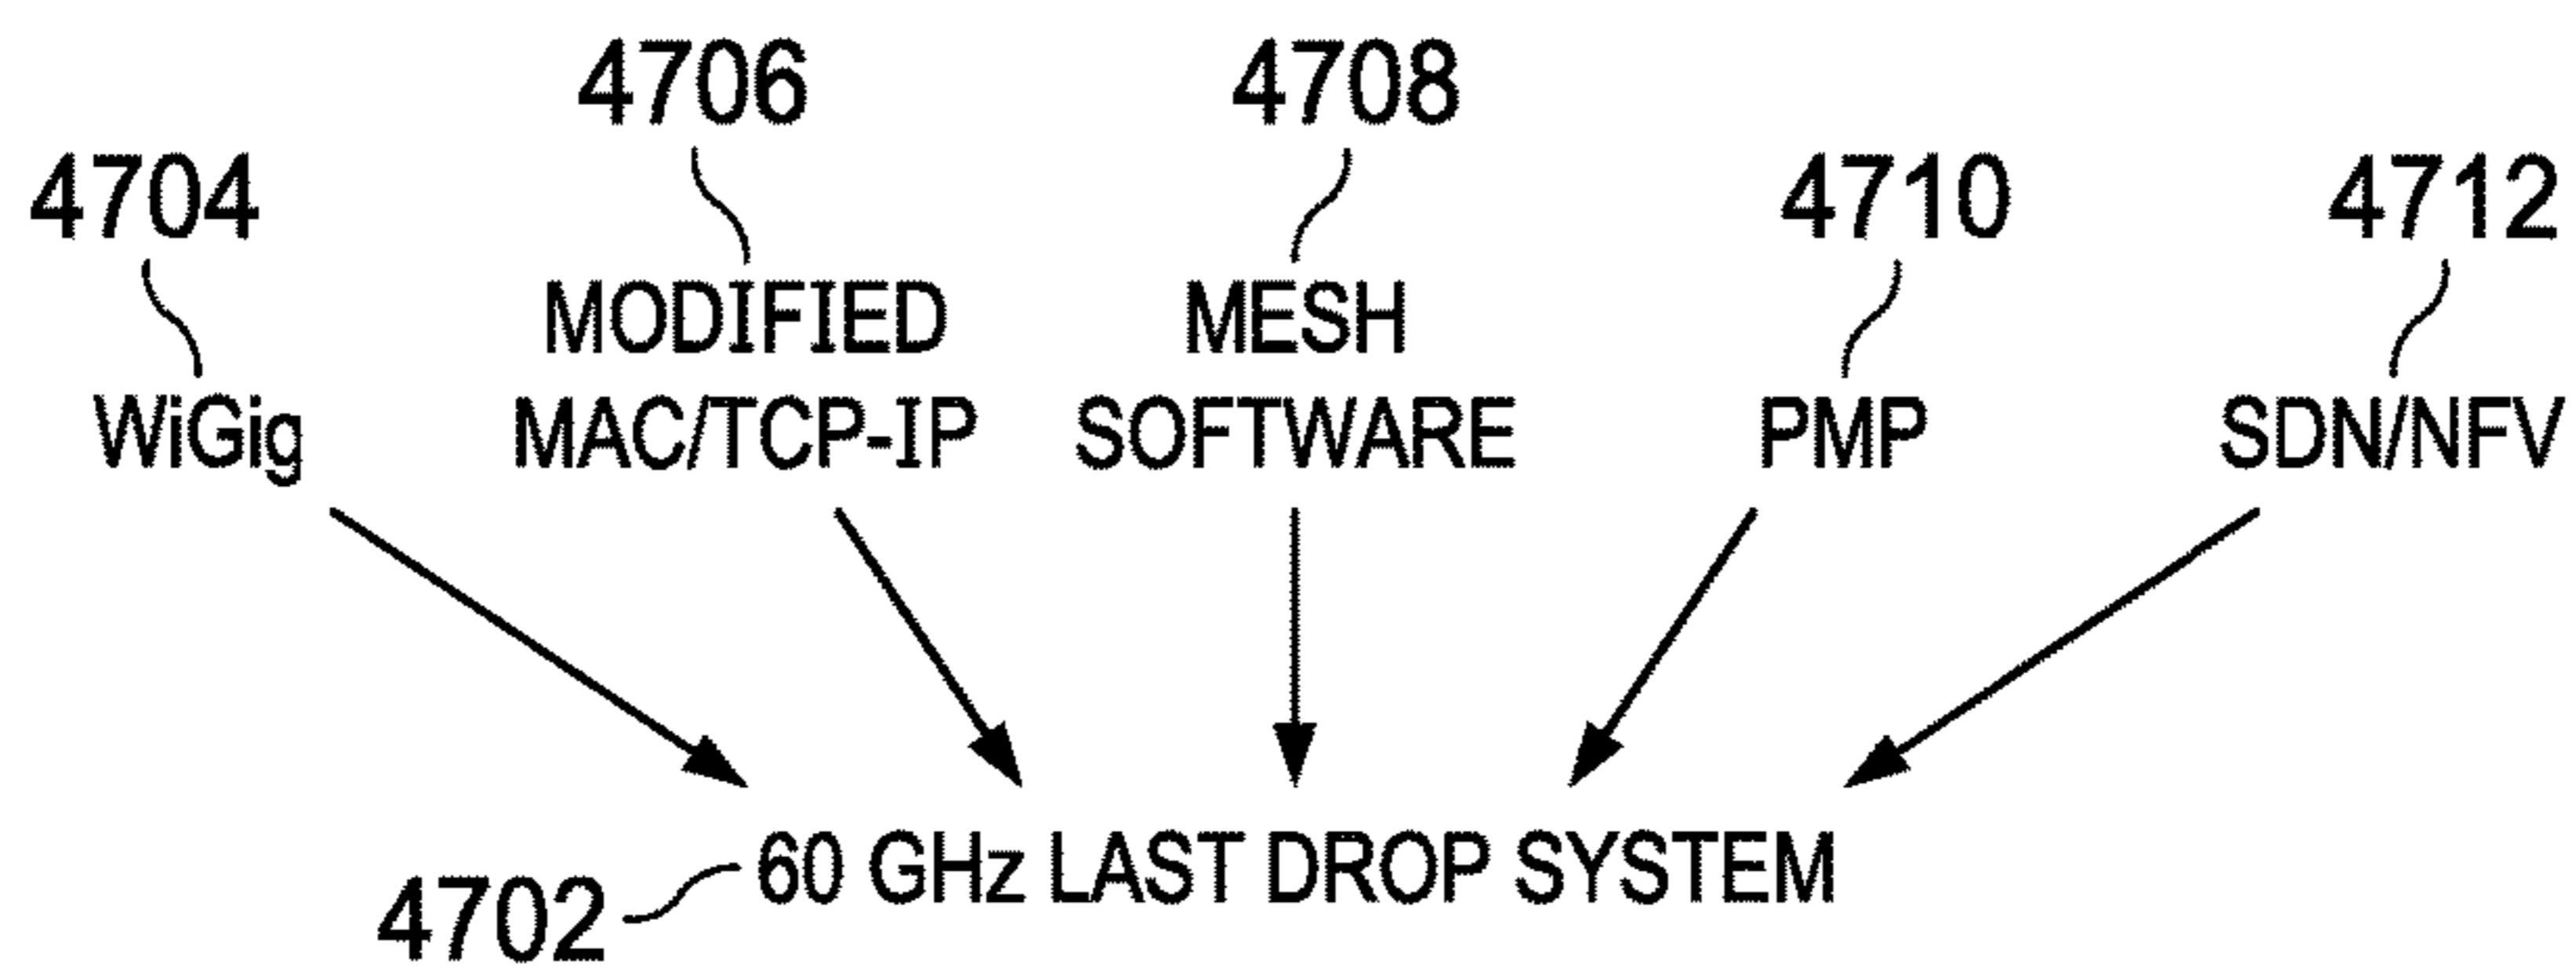 4706
4708
4704
4710
4712
MODIFIED
MESH
WiGig
MAC/TCP-IP
SOFTWARE
PMP
SDN/NFV
60 GHz LAST DROP SYSTEM
4702